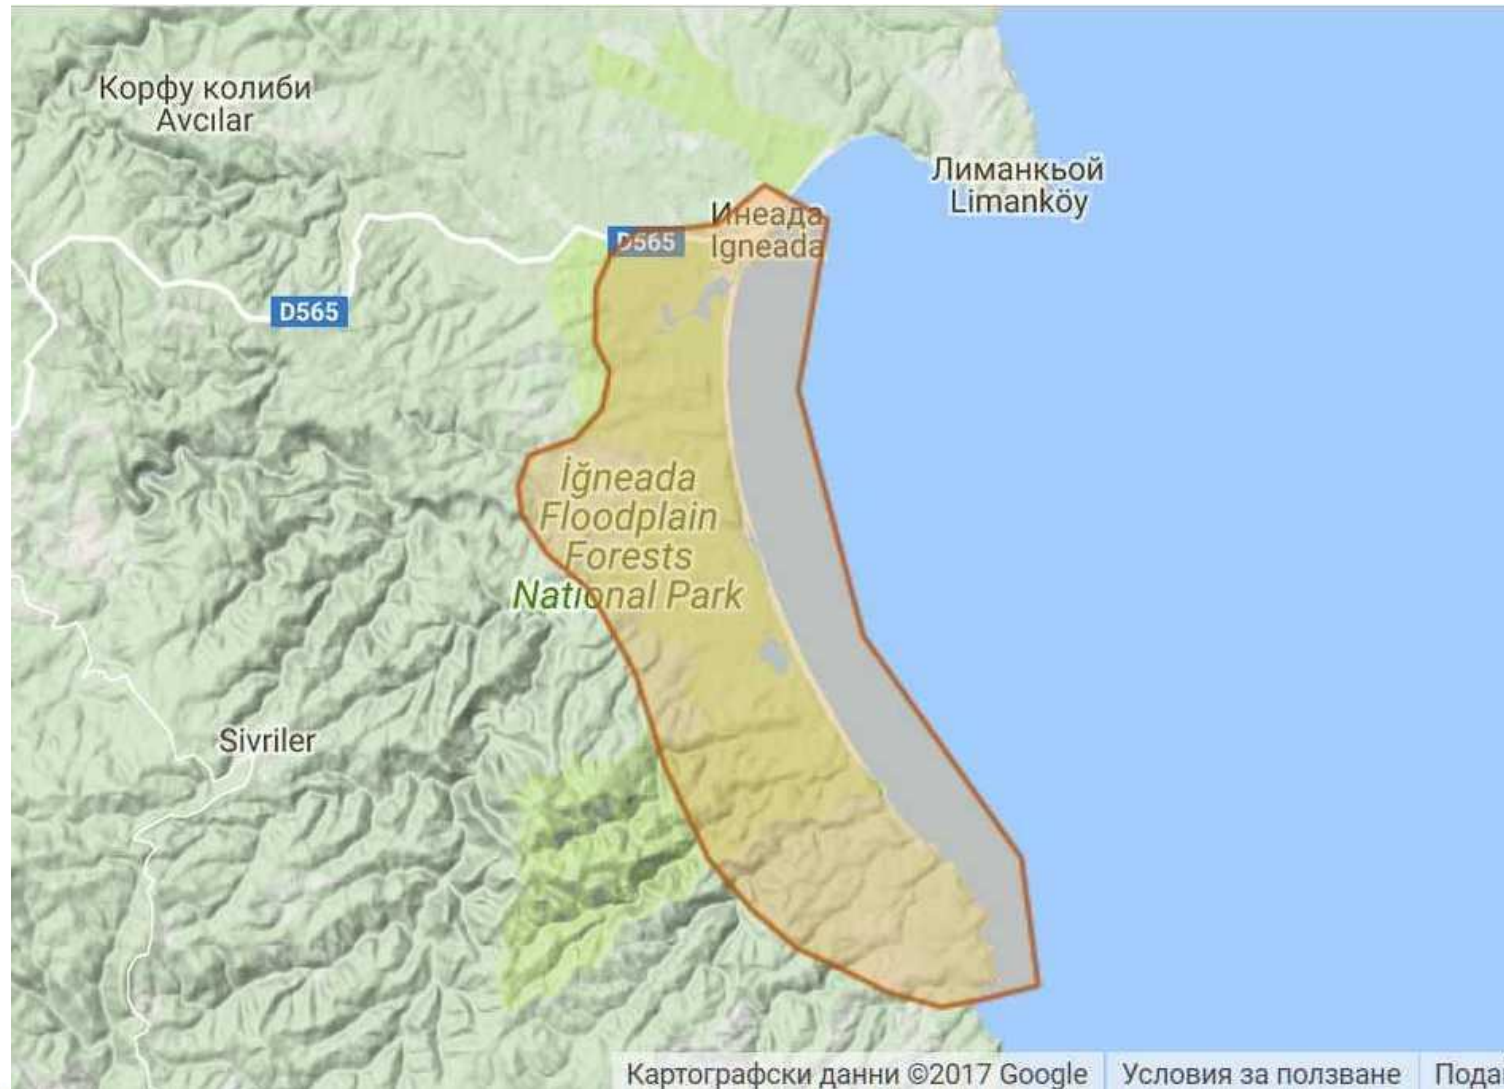 Корфу колиби
Avcılar
Лиманкьой
Limanköy
Инеада
Igneada
D565
D565
İğneada
Floodplain
Forests
National Park
Sivriler
Картографски данни ©2017 Google
Условия за ползване
Пода